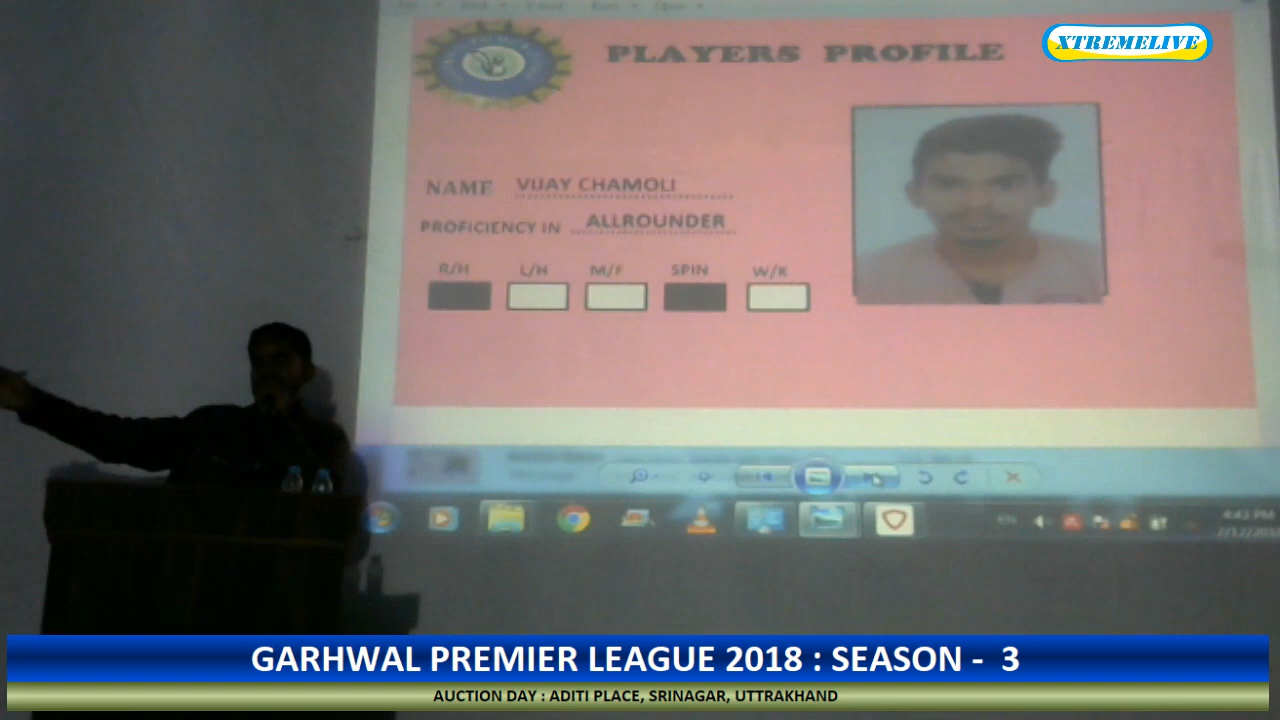 XTREMELIVE
PLAYERS PROFILE
NAME VIJAY CHAMOLI
PROFICIENCY IN ALLROUNDER
R/H L/H M/F SPIN W/K
EN 4:43 PM
GARHWAL PREMIER LEAGUE 2018 : SEASON - 3
AUCTION DAY : ADITI PLACE, SRINAGAR, UTTRAKHAND